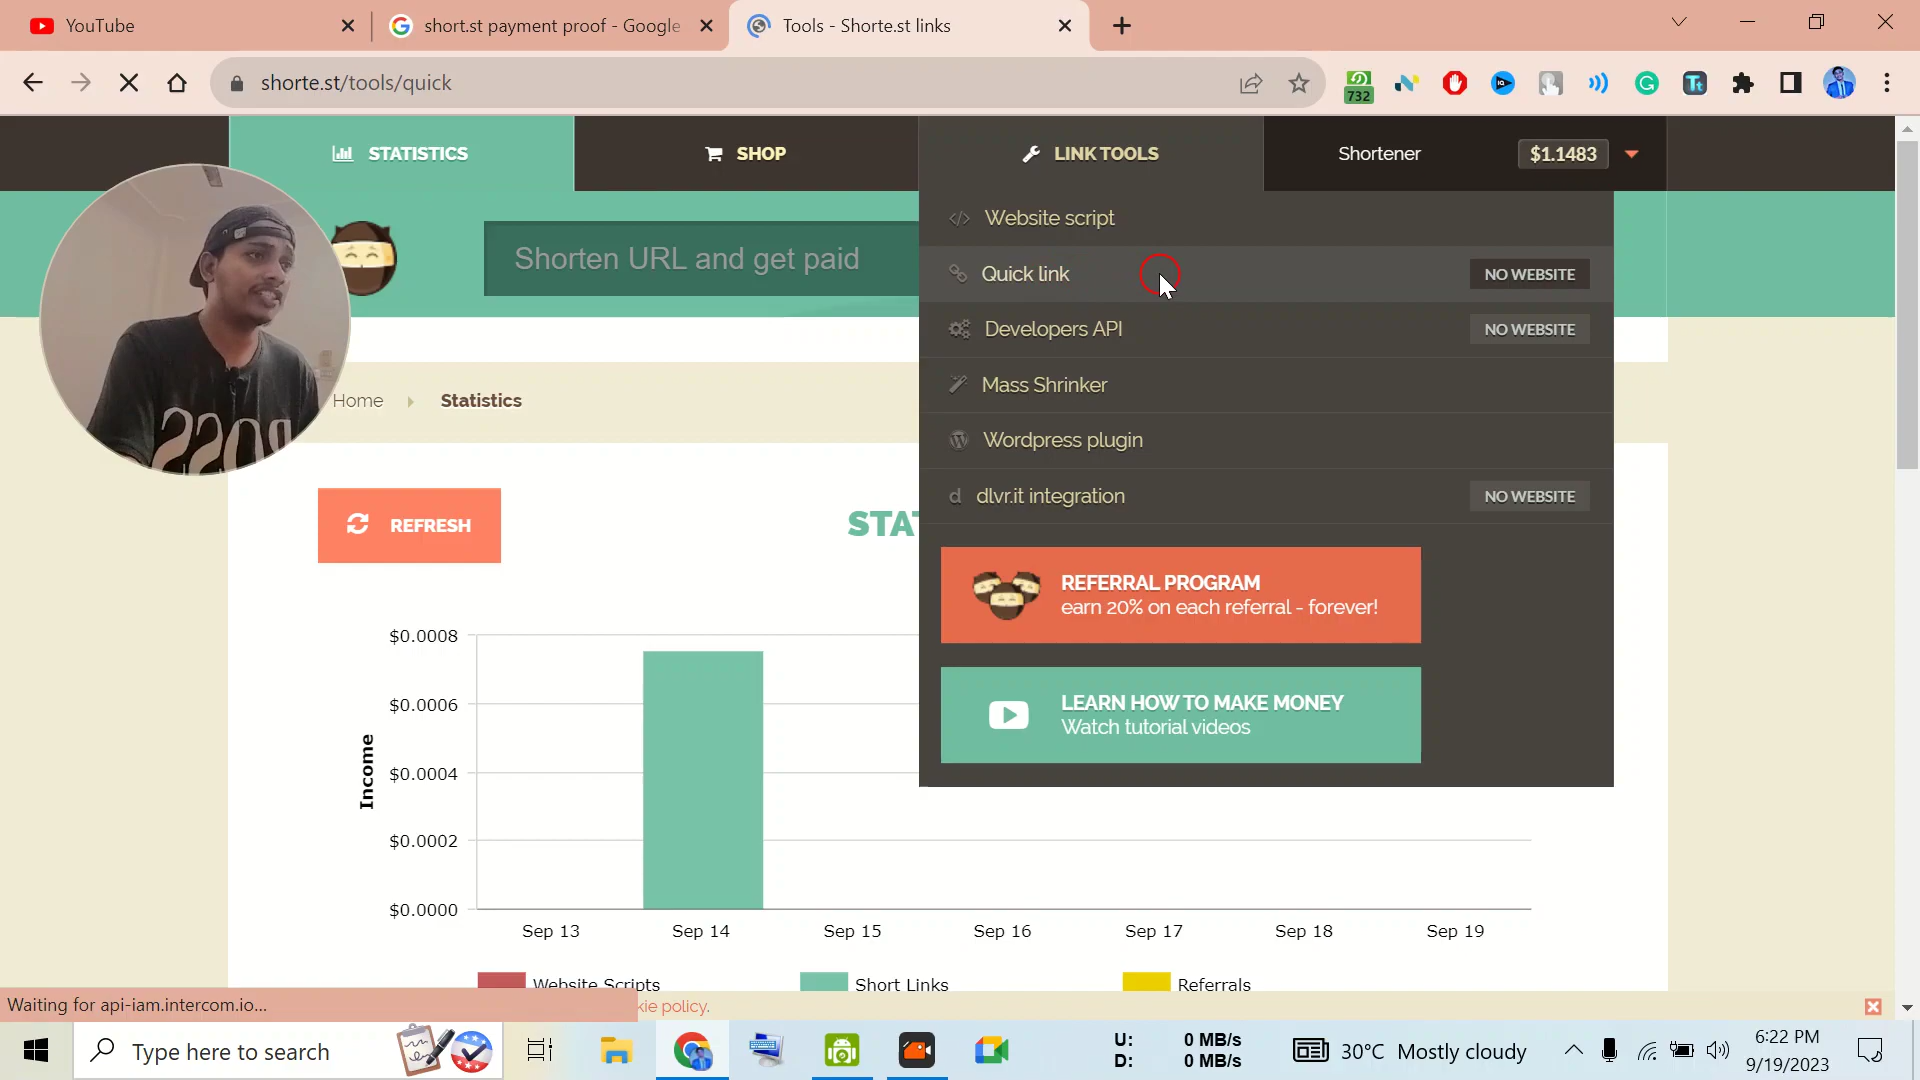 YouTube
short.st payment proof - Google
Tools - Shorte.st links
shorte.st/tools/quick
732
STATISTICS
SHOP
LINK TOOLS
Shortener
$1.1483
Shorten URL and get paid
Website script
Quick link
NO WEBSITE
Developers API
NO WEBSITE
Mass Shrinker
Wordpress plugin
dlvr.it integration
NO WEBSITE
REFERRAL PROGRAM
earn 20% on each referral - forever!
LEARN HOW TO MAKE MONEY
Watch tutorial videos
Home
Statistics
REFRESH
STAT
Income
$0.0008
$0.0006
$0.0004
$0.0002
$0.0000
Sep 13
Sep 14
Sep 15
Sep 16
Sep 17
Sep 18
Sep 19
Website Scripts
Short Links
Referrals
Waiting for api-iam.intercom.io...
kie policy.
Type here to search
U: 0 MB/s
D: 0 MB/s
30°C Mostly cloudy
6:22 PM
9/19/2023